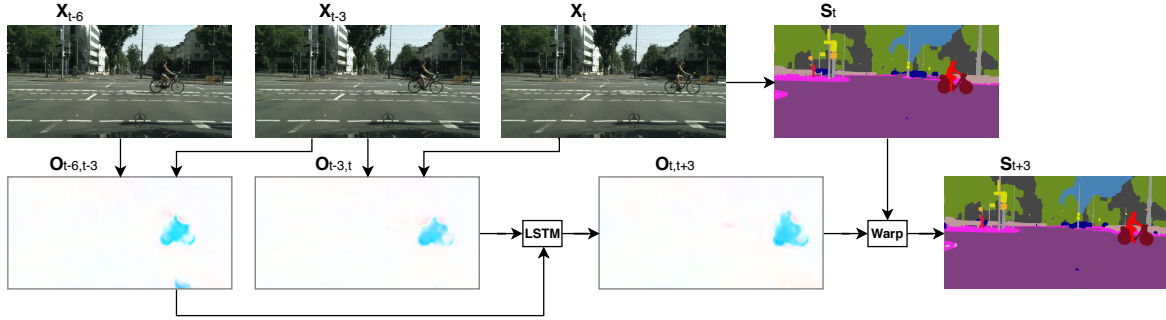 Xt-6
Xt-3
Xt
St
Ot-6,t-3
Ot-3,t
Ot,t+3
St+3
LSTM
Warp